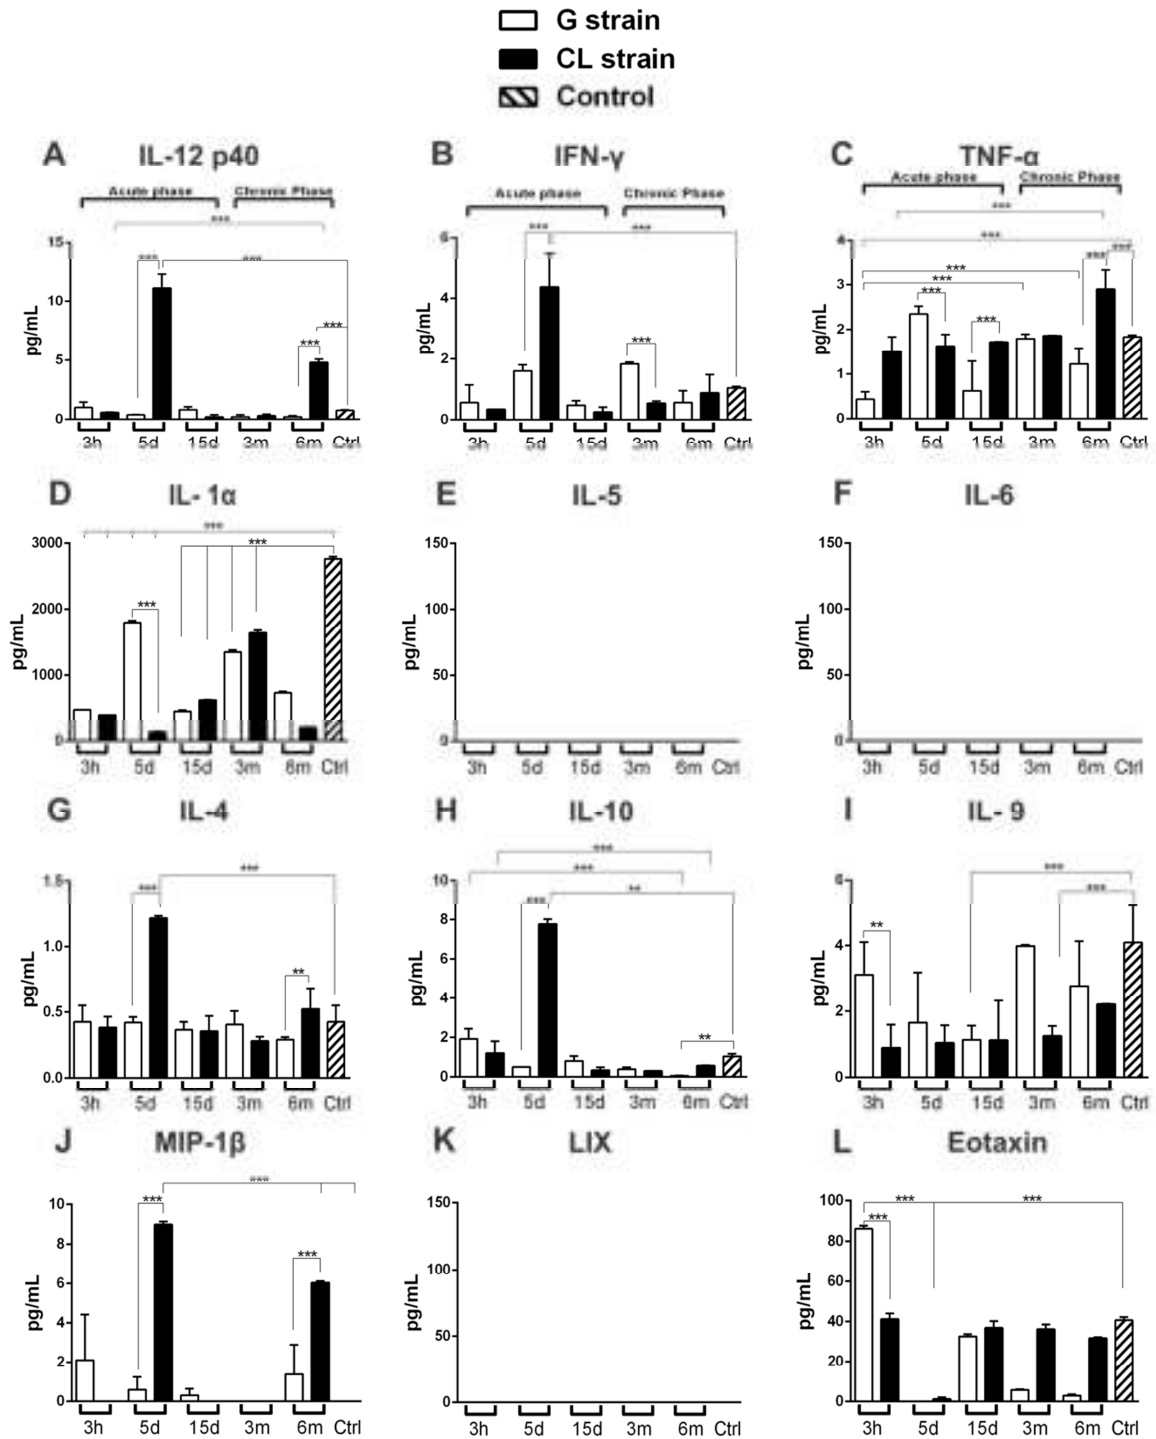 G strain
CL strain
Control
A IL-12 p40
Acute phase Chronic Phase
***
15
*** ***
10
***
***
5
0
pg/mL
3h 5d 15d 3m 6m Ctrl
B IFN-γ
Acute phase Chronic Phase
*** ***
6
4
***
2
0
pg/mL
3h 5d 15d 3m 6m Ctrl
C TNF-α
Acute phase Chronic Phase
***
***
4
*** ***
***
***
3
***
***
2
1
0
pg/mL
3h 5d 15d 3m 6m Ctrl
D IL- 1α
***
3000
***
2000
***
1000
0
pg/mL
3h 5d 15d 3m 6m Ctrl
E IL-5
150
100
50
0
pg/mL
3h 5d 15d 3m 6m Ctrl
F IL-6
150
100
50
0
pg/mL
3h 5d 15d 3m 6m Ctrl
G IL-4
***
1.5
***
1.0
**
0.5
0.0
pg/mL
3h 5d 15d 3m 6m Ctrl
H IL-10
***
***
10
**
***
8
6
4
2
**
0
pg/mL
3h 5d 15d 3m 6m Ctrl
I IL- 9
***
6
***
**
4
2
0
pg/mL
3h 5d 15d 3m 6m Ctrl
J MIP-1β
***
10
***
8
***
6
4
2
0
pg/mL
3h 5d 15d 3m 6m Ctrl
K LIX
150
100
50
0
pg/mL
3h 5d 15d 3m 6m Ctrl
L Eotaxin
100
*** ***
***
80
60
40
20
0
pg/mL
3h 5d 15d 3m 6m Ctrl